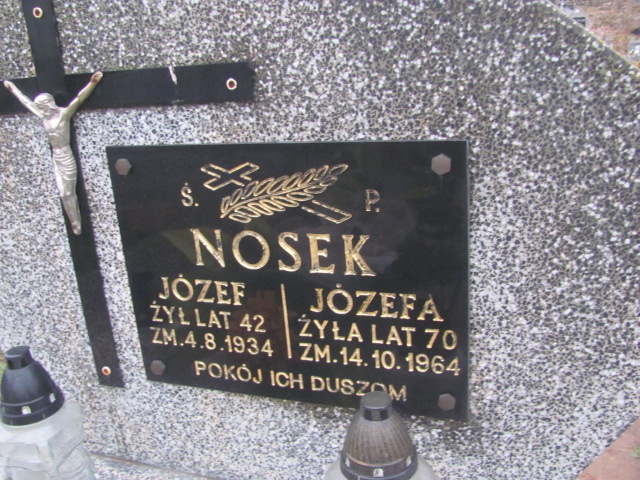 Ś. P.
NOSEK
JÓZEF
ŻYŁ LAT 42
ZM. 4.8.1934
JÓZEFA
ŻYŁA LAT 70
ZM. 14.10.1964
POKÓJ ICH DUSZOM